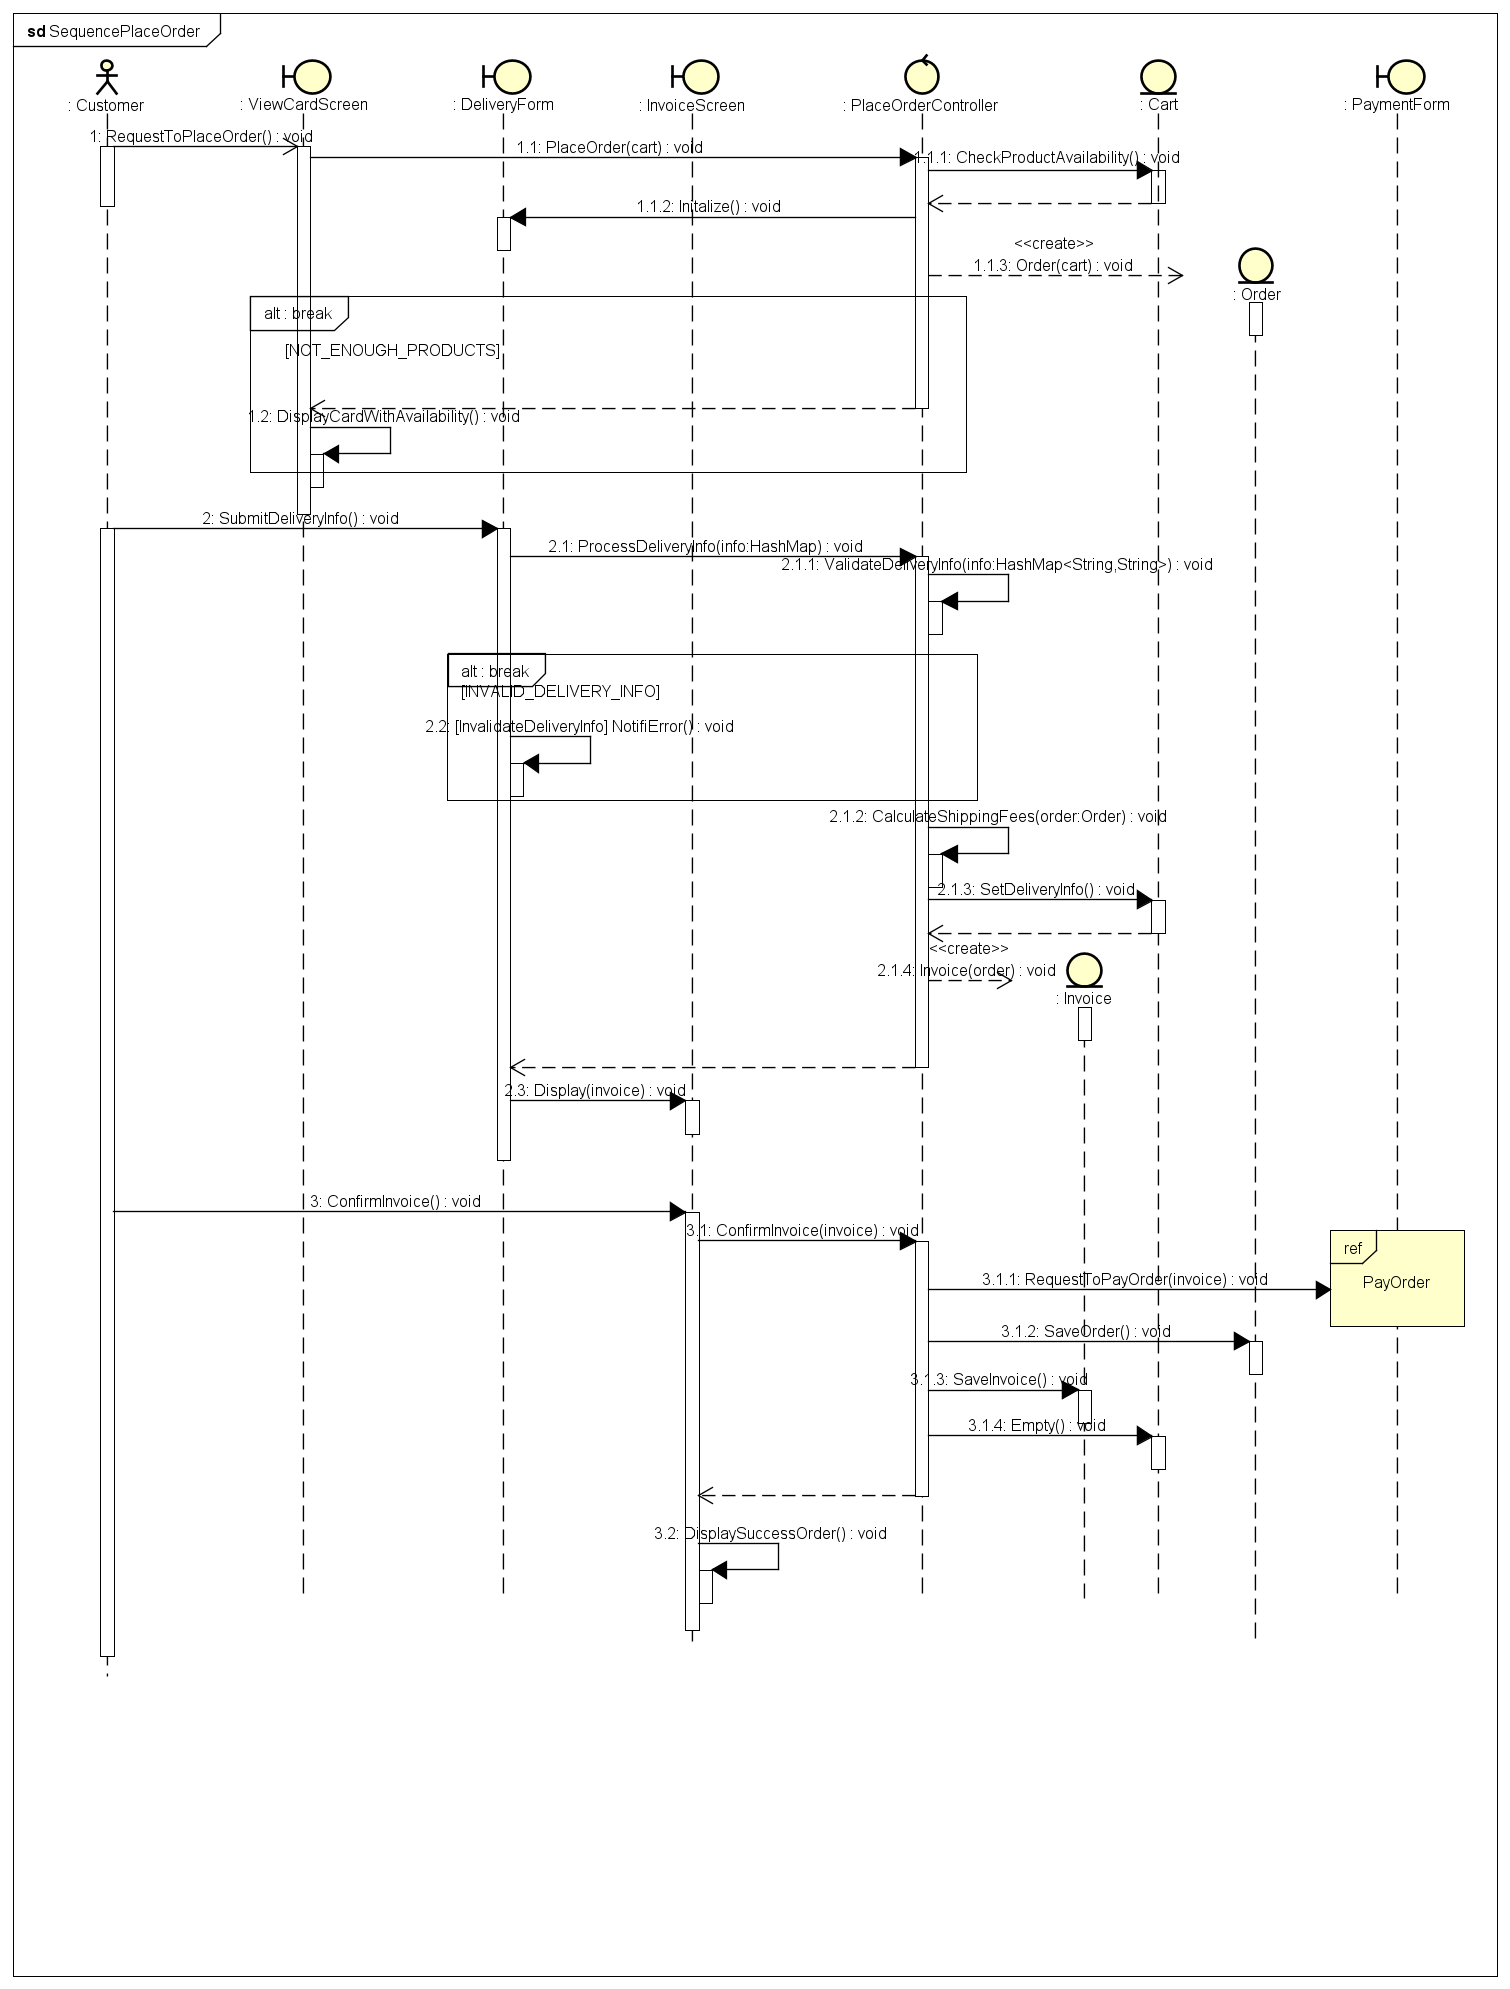 sd SequencePlaceOrder
: Customer
: ViewCardScreen
: DeliveryForm
: InvoiceScreen
: PlaceOrderController
: Cart
: PaymentForm
1: RequestToPlaceOrder() : void
1.1: PlaceOrder(cart) : void
1.1.1: CheckProductAvailability() : void
1.1.2: Initalize() : void
<<create>>
1.1.3: Order(cart) : void
: Order
alt : break
[NOT_ENOUGH_PRODUCTS]
1.2: DisplayCardWithAvailability() : void
2: SubmitDeliveryInfo() : void
2.1: ProcessDeliveryInfo(info:HashMap) : void
2.1.1: ValidateDeliveryInfo(info:HashMap<String,String>) : void
alt : break
[INVALID_DELIVERY_INFO]
2.2: [InvalidateDeliveryInfo] NotifiError() : void
2.1.2: CalculateShippingFees(order:Order) : void
2.1.3: SetDeliveryInfo() : void
<<create>>
2.1.4: Invoice(order) : void
: Invoice
2.3: Display(invoice) : void
3: ConfirmInvoice() : void
3.1: ConfirmInvoice(invoice) : void
ref
PayOrder
3.1.1: RequestToPayOrder(invoice) : void
3.1.2: SaveOrder() : void
3.1.3: SaveInvoice() : void
3.1.4: Empty() : void
3.2: DisplaySuccessOrder() : void